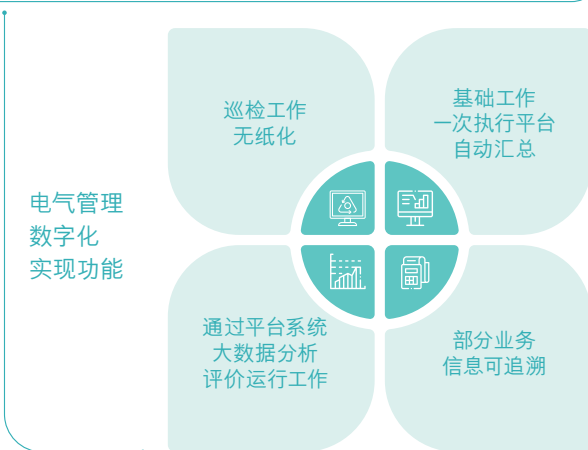 电气管理
数字化
实现功能
巡检工作
无纸化
基础工作
一次执行平台
自动汇总
通过平台系统
大数据分析
评价运行工作
部分业务
信息可追溯